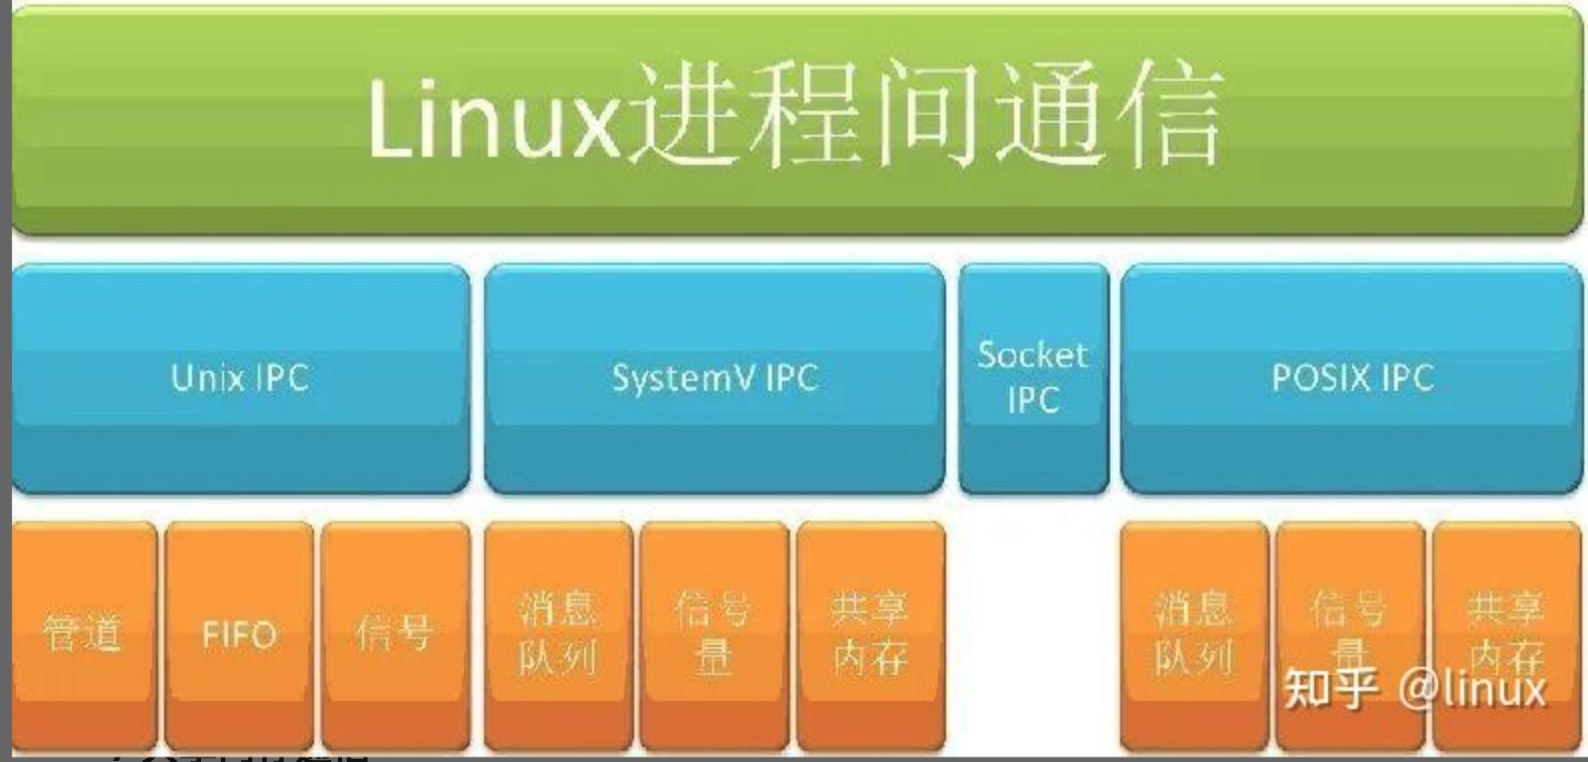 Linux进程间通信
Unix IPC
SystemV IPC
Socket
IPC
POSIX IPC
管道
FIFO
信号
消息
队列
信号
量
共享
内存
消息
队列
信号
量
共享
内存
知乎 @linux